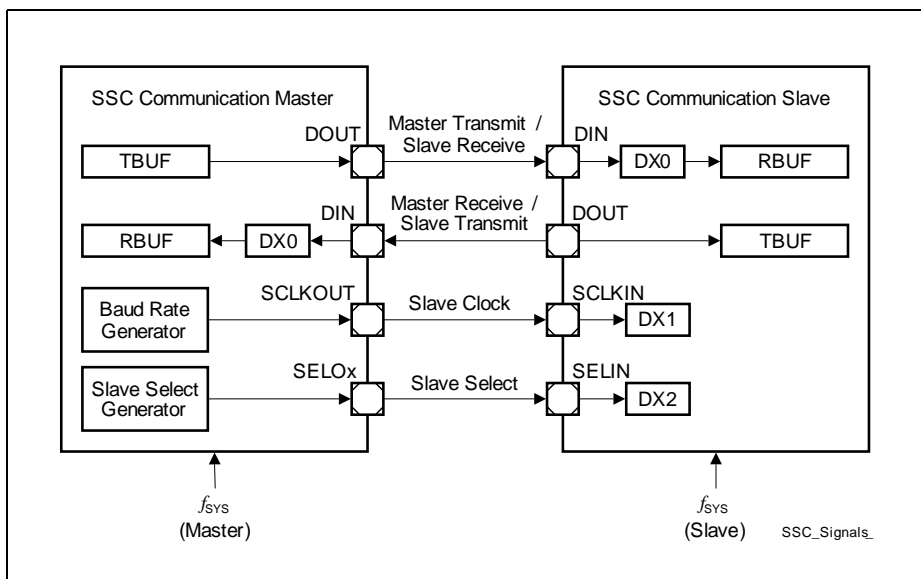 SSC Communication Master
SSC Communication Slave
DOUT
Master Transmit /
Slave Receive
DIN
TBUF
DX0
RBUF
DIN
Master Receive /
Slave Transmit
DOUT
RBUF
DX0
TBUF
SCLKOUT
Slave Clock
SCLKIN
Baud Rate
Generator
DX1
SELOx
Slave Select
SELIN
Slave Select
Generator
DX2
fSYS
(Master)
fSYS
(Slave)
SSC_Signals_